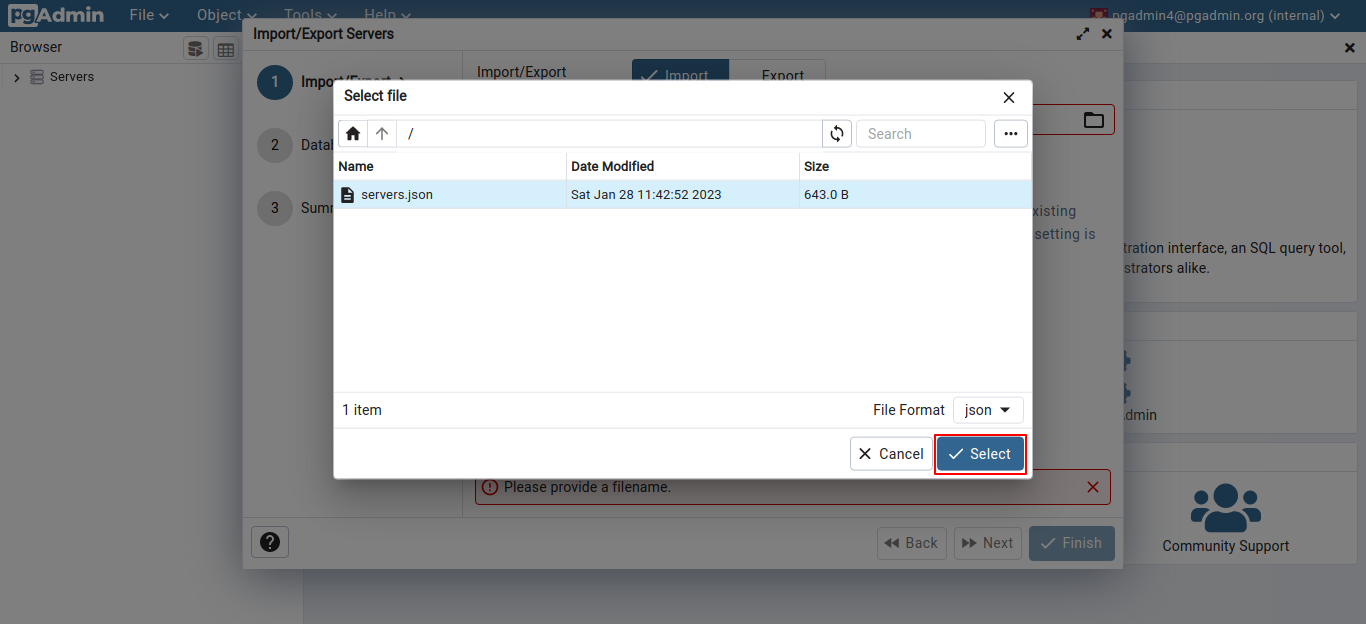 pgAdmin File Object Tools Help pgadmin4@pgadmin.org (internal)
Browser
Servers
Import/Export Servers
1 Import/Export
2
3
Import/Export Import Export
Select file
/ Search
Name Date Modified Size
servers.json Sat Jan 28 11:42:52 2023 643.0 B
1 item File Format json
Cancel Select
xisting
setting is
Please provide a filename.
? Back Next Finish
tration interface, an SQL query tool,
strators alike.
dmin
Community Support